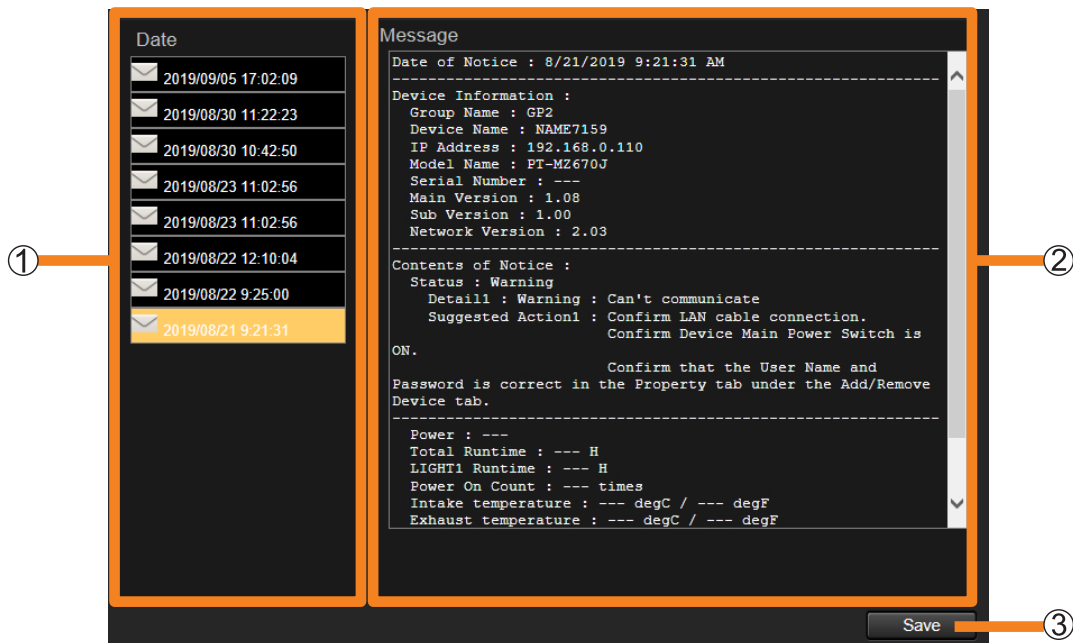 Date
2019/09/05 17:02:09
2019/08/30 11:22:23
2019/08/30 10:42:50
2019/08/23 11:02:56
2019/08/23 11:02:56
2019/08/22 12:10:04
2019/08/22 9:25:00
2019/08/21 9:21:31
①
Message
Date of Notice : 8/21/2019 9:21:31 AM
-------------------------------------------------------------
Device Information :
Group Name : GP2
Device Name : NAME7159
IP Address : 192.168.0.110
Model Name : PT-MZ670J
Serial Number : ---
Main Version : 1.08
Sub Version : 1.00
Network Version : 2.03
-------------------------------------------------------------
Contents of Notice :
Status : Warning
Detail1 : Warning : Can't communicate
Suggested Action1 : Confirm LAN cable connection.
Confirm Device Main Power Switch is
ON.
Confirm that the User Name and
Password is correct in the Property tab under the Add/Remove
Device tab.
-------------------------------------------------------------
Power : ---
Total Runtime : --- H
LIGHT1 Runtime : --- H
Power On Count : --- times
Intake temperature : --- degC / --- degF
Exhaust temperature : --- degC / --- degF
②
Save
③